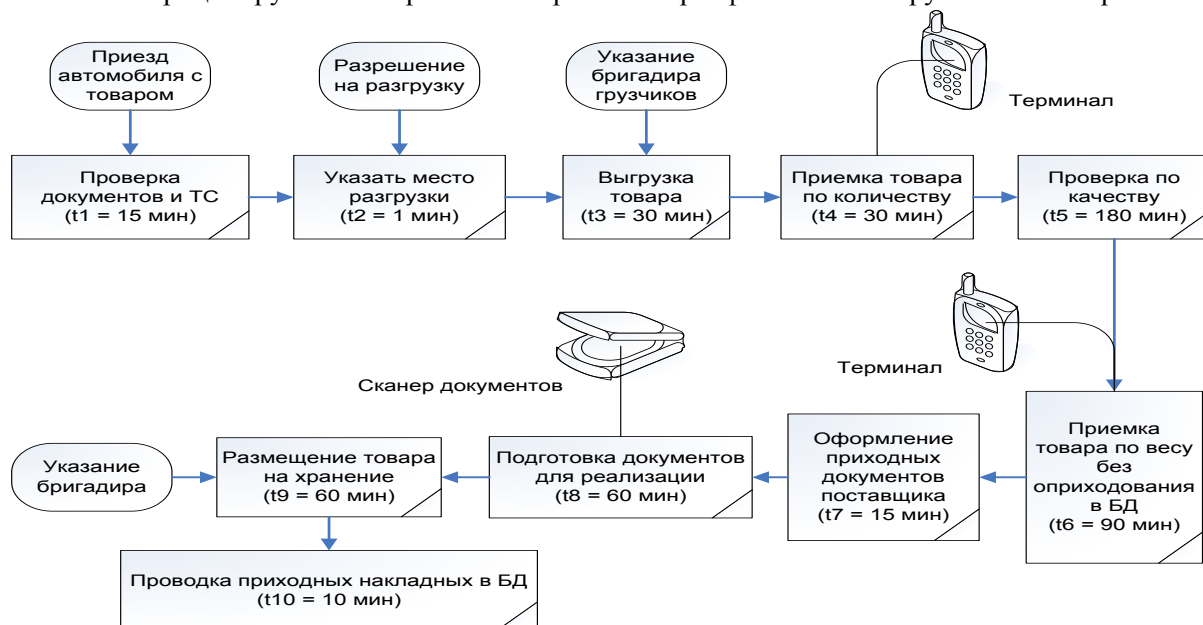 Приезд
автомобиля с
товаром
Разрешение
на разгрузку
Указание
бригадира
грузчиков
Терминал
Проверка
документов и ТС
(t1 = 15 мин)
Указать место
разгрузки
(t2 = 1 мин)
Выгрузка
товара
(t3 = 30 мин)
Приемка товара
по количеству
(t4 = 30 мин)
Проверка по
качеству
(t5 = 180 мин)
Терминал
Сканер документов
Приемка
товара по весу
без
оприходования
в БД
(t6 = 90 мин)
Оформление
приходных
документов
поставщика
(t7 = 15 мин)
Подготовка документов
для реализации
(t8 = 60 мин)
Размещение товара
на хранение
(t9 = 60 мин)
Указание
бригадира
Проводка приходных накладных в БД
(t10 = 10 мин)